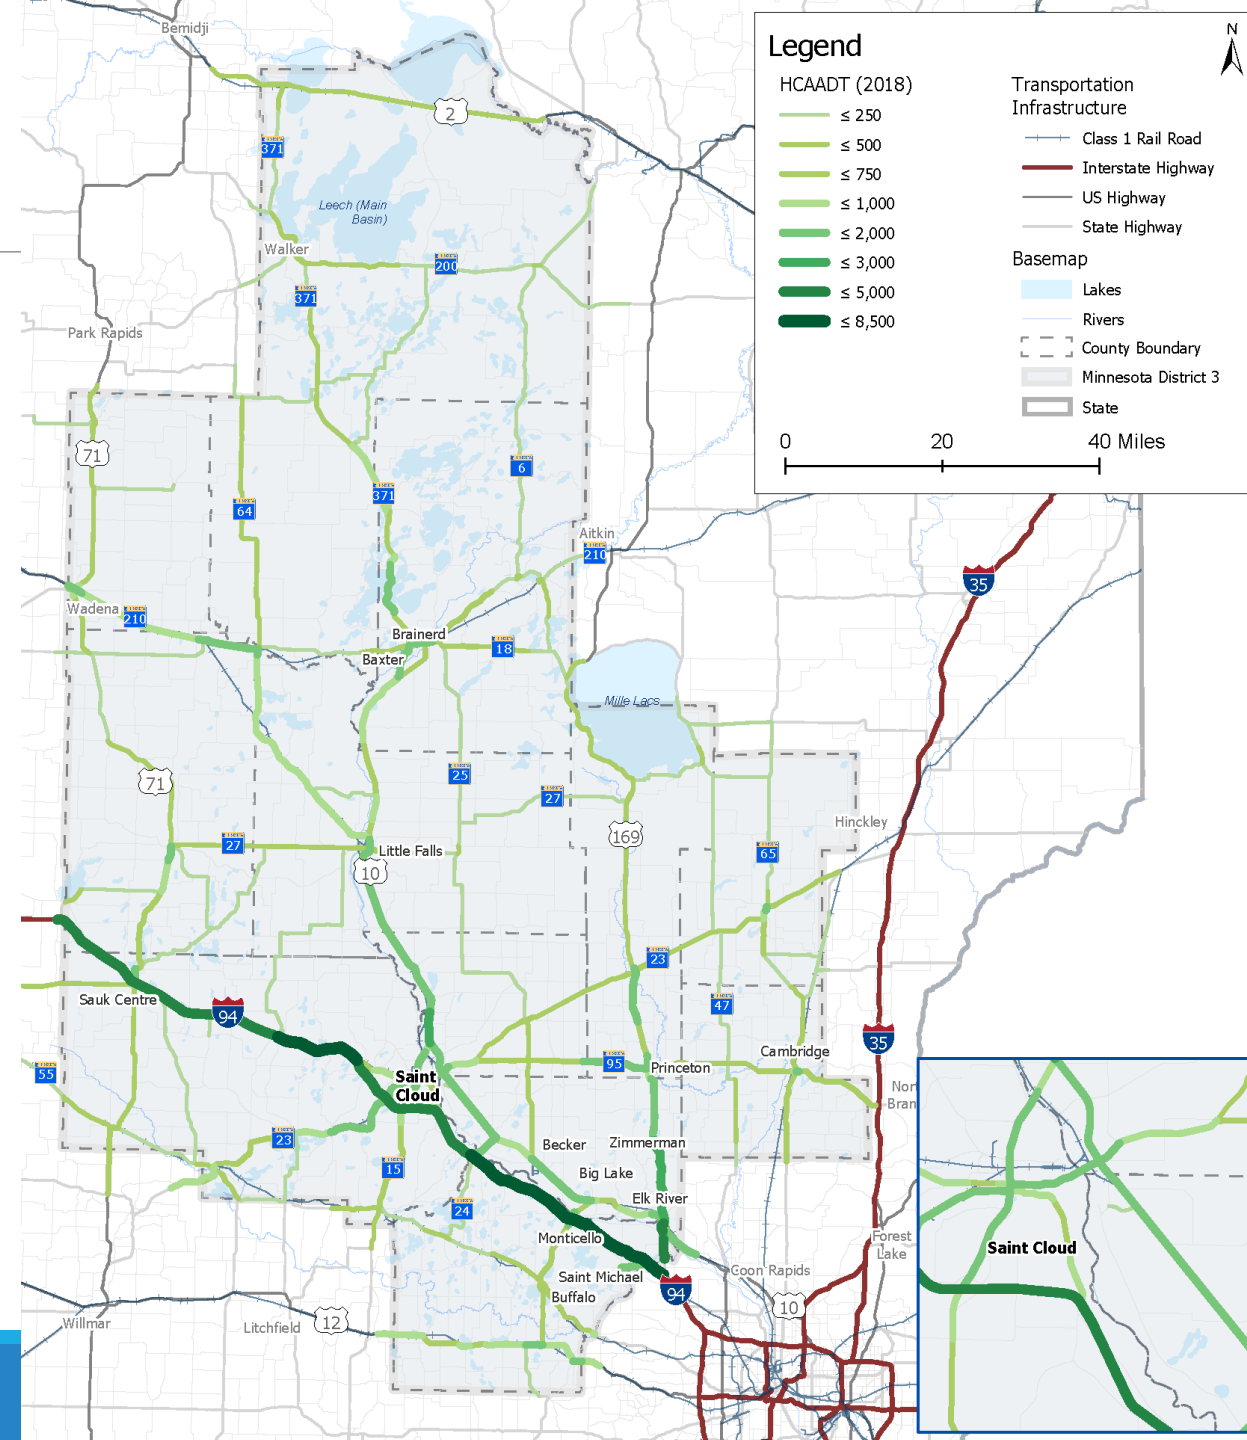 Bemidji
2
371
Leech (Main
Basin)
Walker
200
371
Park Rapids
71
64
371
6
Aitkin
210
Wadena
210
Brainerd
Baxter
18
Mille Lacs
71
25
27
169
27
Little Falls
10
Hinckley
65
35
23
47
Sauk Centre
94
35
55
95
Princeton
Cambridge
Saint
Cloud
Nor
Bran
23
15
Becker
Zimmerman
Big Lake
24
Elk River
Monticello
Forest
Lake
Saint Michael
Coon Rapids
94
Buffalo
10
12
Willmar
Litchfield
Legend
N
HCAADT (2018)
≤ 250
≤ 500
≤ 750
≤ 1,000
≤ 2,000
≤ 3,000
≤ 5,000
≤ 8,500
Transportation
Infrastructure
Class 1 Rail Road
Interstate Highway
US Highway
State Highway
Basemap
Lakes
Rivers
County Boundary
Minnesota District 3
State
0 20 40 Miles
Saint Cloud